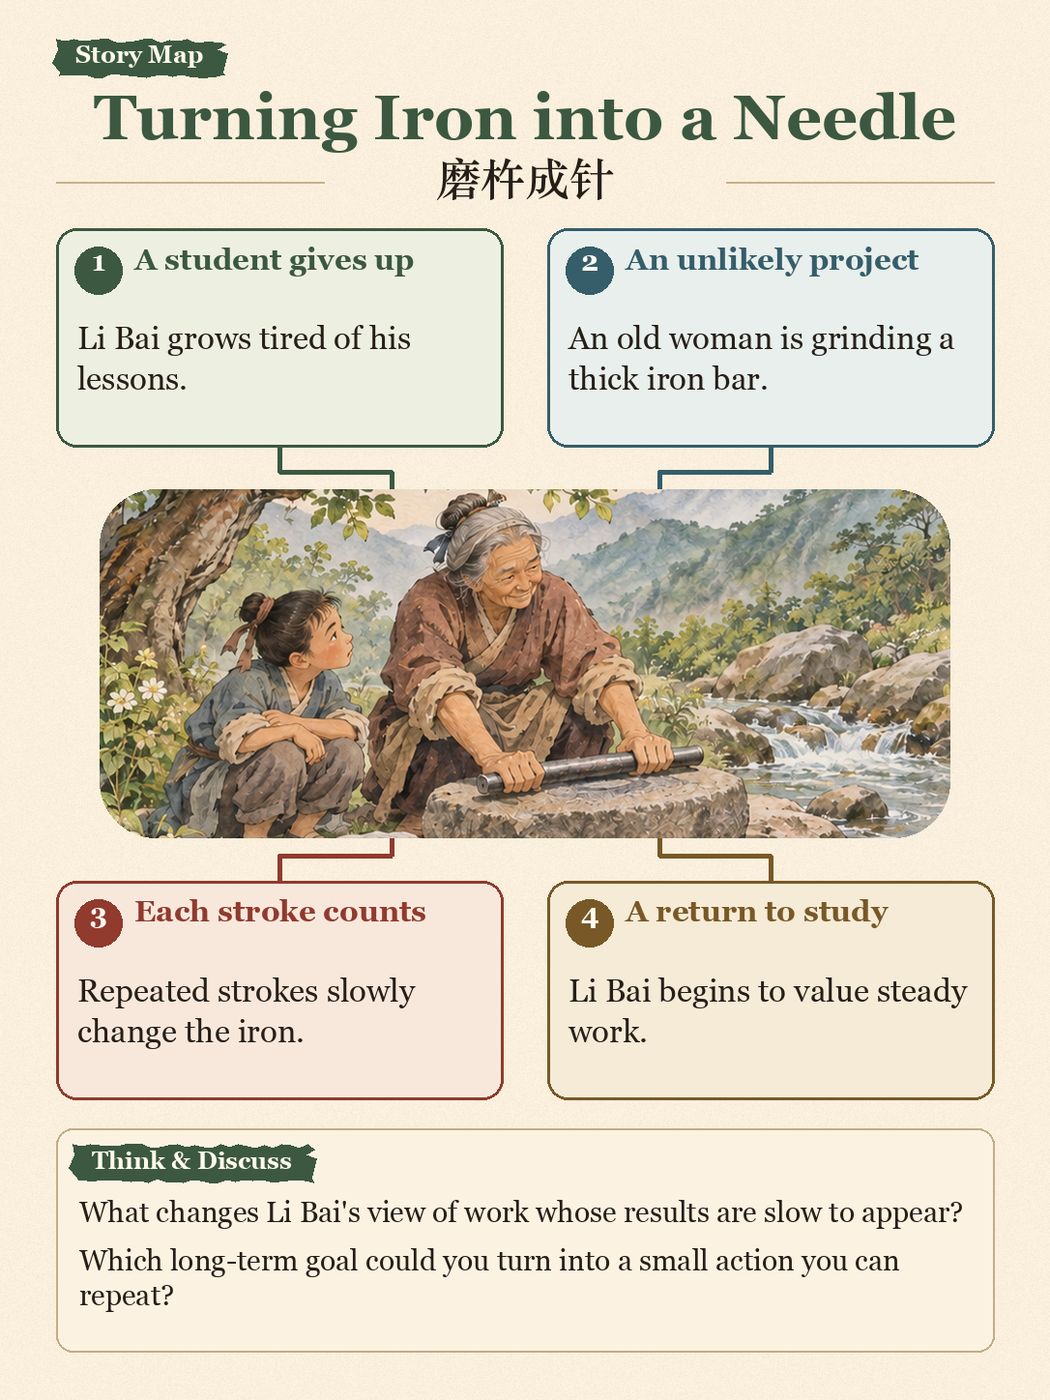 Story Map
Turning Iron into a Needle
磨杵成针
1 A student gives up
Li Bai grows tired of his
lessons.
2 An unlikely project
An old woman is grinding a
thick iron bar.
3 Each stroke counts
Repeated strokes slowly
change the iron.
4 A return to study
Li Bai begins to value steady
work.
Think & Discuss
What changes Li Bai's view of work whose results are slow to appear?
Which long-term goal could you turn into a small action you can
repeat?